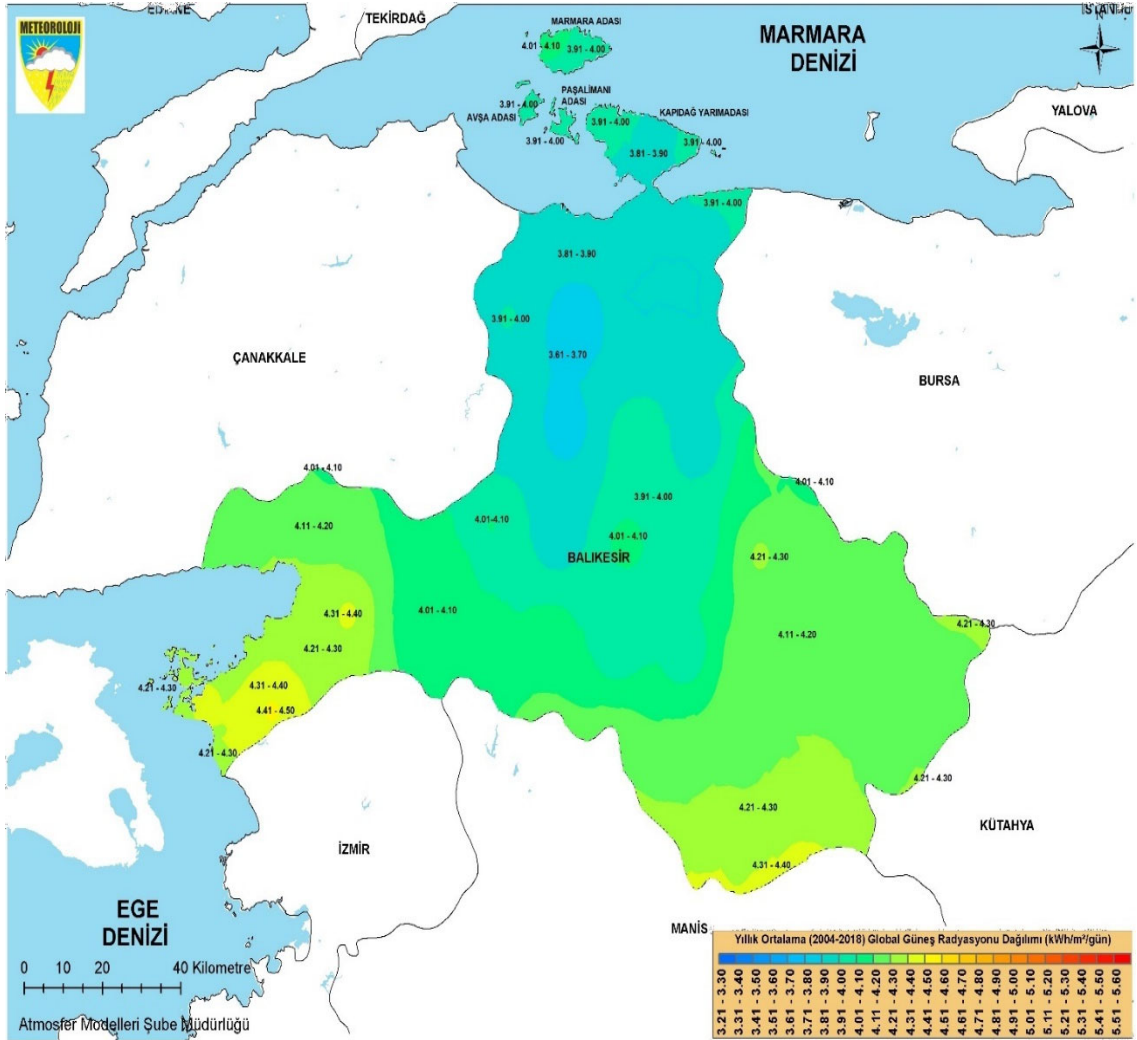 EDİRNE
TEKİRDAĞ
METEOROLOJİ
MARMARA ADASI
4.01 - 4.10
3.91 - 4.00
MARMARA
DENİZİ
PAŞALİMANI
ADASI
3.91 - 4.00
AVŞA ADASI
3.91 - 4.00
KAPIDAĞ YARIMADASI
3.91 - 4.00
3.81 - 3.90
3.91 - 4.00
YALOVA
3.91 - 4.00
3.81 - 3.90
3.91 - 4.00
3.61 - 3.70
ÇANAKKALE
BURSA
4.01 - 4.10
4.01 - 4.10
3.91 - 4.00
4.11 - 4.20
4.01-4.10
4.01 - 4.10
BALIKESİR
4.21 - 4.30
4.31 - 4.40
4.01 - 4.10
4.21 - 4.30
4.11 - 4.20
4.21 - 4.30
4.21 - 4.30
4.31 - 4.40
4.41 - 4.50
4.21 - 4.30
4.21 - 4.30
4.21 - 4.30
KÜTAHYA
İZMİR
4.31 - 4.40
EGE
DENİZİ
MANİS
0 10 20 40 Kilometre
Atmosfer Modelleri Şube Müdürlüğü
Yıllık Ortalama (2004-2018) Global Güneş Radyasyonu Dağılımı (kWh/m²/gün)
3.21 - 3.30
3.31 - 3.40
3.41 - 3.50
3.51 - 3.60
3.61 - 3.70
3.71 - 3.80
3.81 - 3.90
3.91 - 4.00
4.01 - 4.10
4.11 - 4.20
4.21 - 4.30
4.31 - 4.40
4.41 - 4.50
4.51 - 4.60
4.61 - 4.70
4.71 - 4.80
4.81 - 4.90
4.91 - 5.00
5.01 - 5.10
5.11 - 5.20
5.21 - 5.30
5.31 - 5.40
5.41 - 5.50
5.51 - 5.60